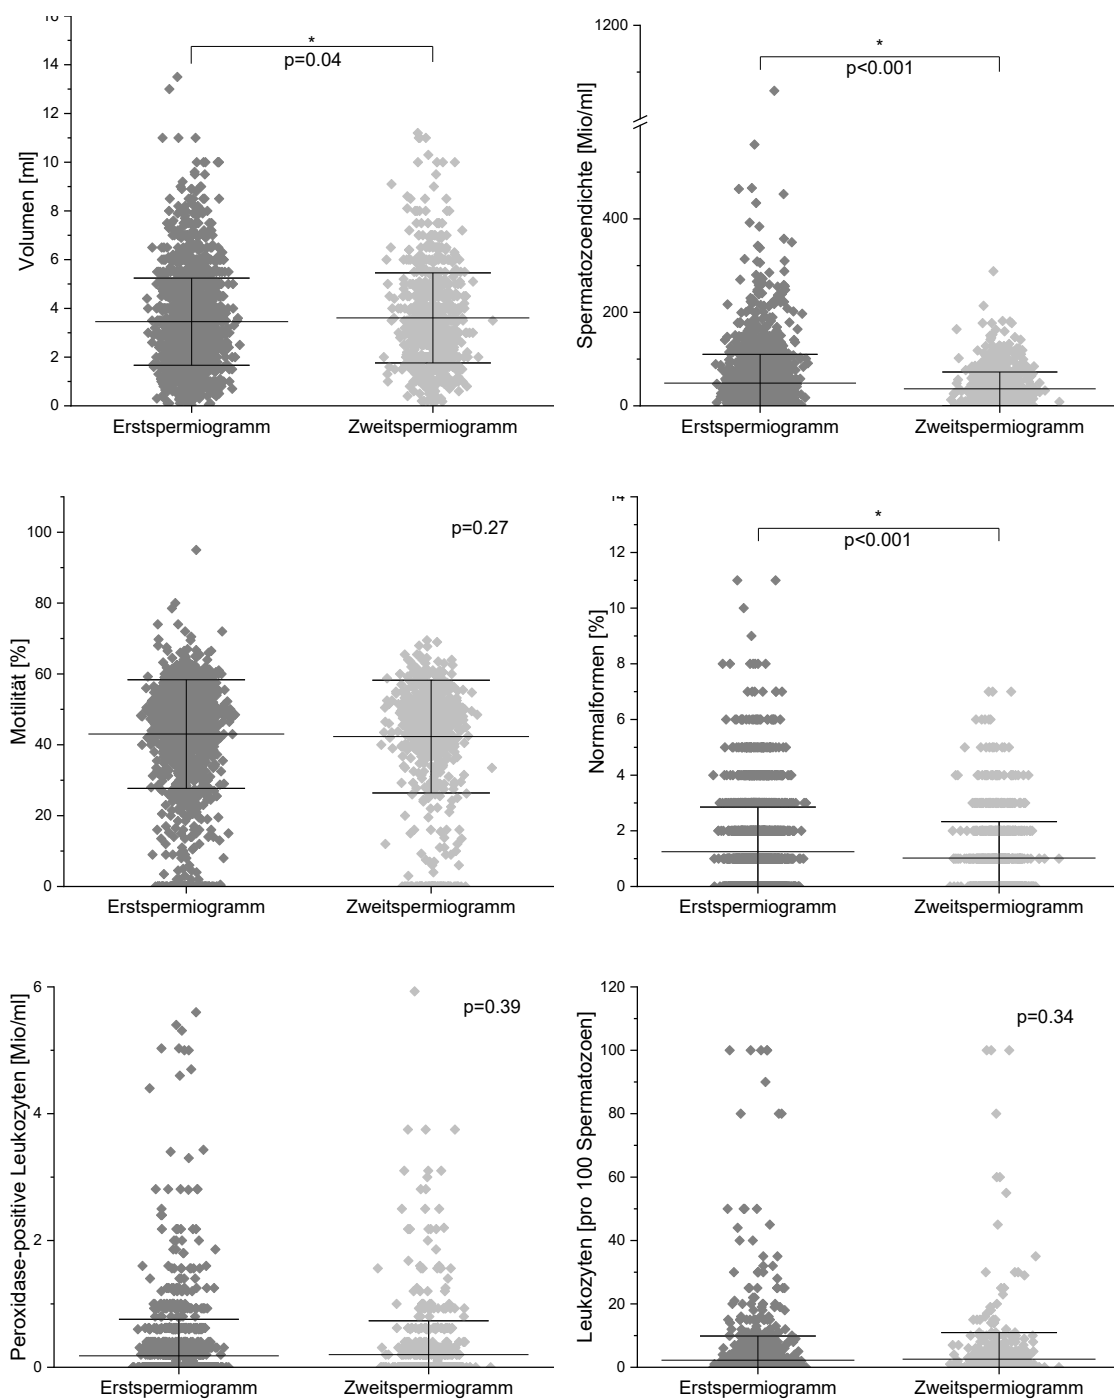 16
14
12
10
8
6
4
2
0
Volumen [ml]
*
p=0.04
Erstspermiogramm
Zweitspermiogramm
1200
400
200
0
Spermatozoendichte [Mio/ml]
*
p<0.001
Erstspermiogramm
Zweitspermiogramm
100
80
60
40
20
0
Motilität [%]
p=0.27
Erstspermiogramm
Zweitspermiogramm
14
12
10
8
6
4
2
0
Normalformen [%]
*
p<0.001
Erstspermiogramm
Zweitspermiogramm
6
4
2
0
Peroxidase-positive Leukozyten [Mio/ml]
p=0.39
Erstspermiogramm
Zweitspermiogramm
120
100
80
60
40
20
10
0
Leukozyten [pro 100 Spermatozoen]
p=0.34
Erstspermiogramm
Zweitspermiogramm